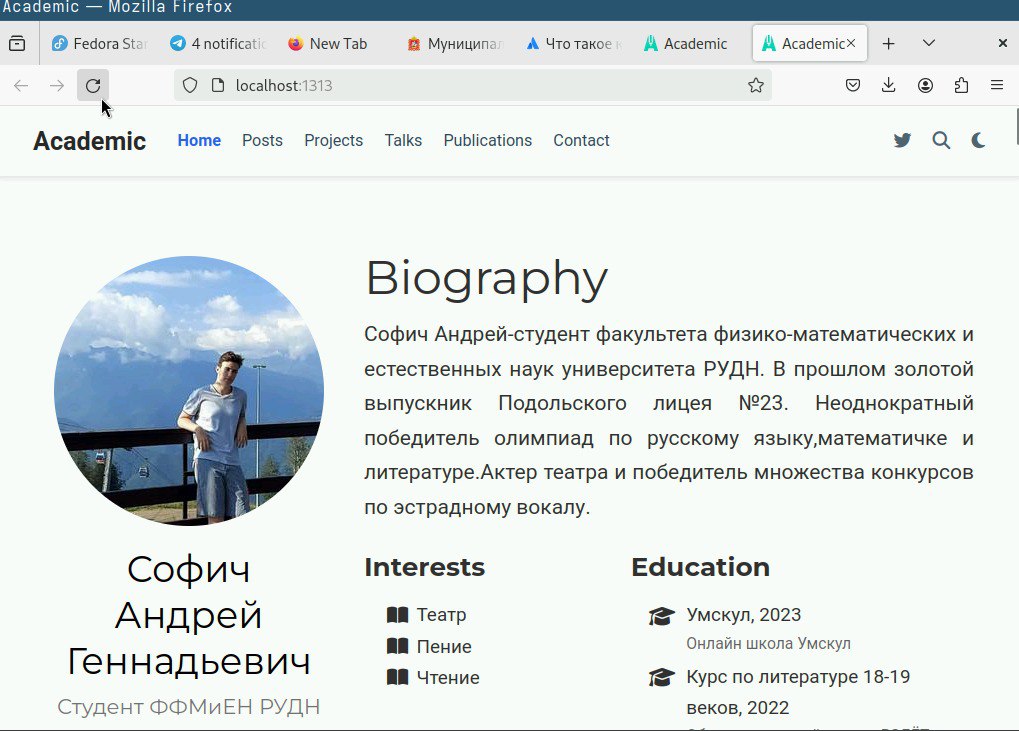 Academic — Mozilla Firefox
Fedora Star
4 notificatio
New Tab
Муниципал
Что такое к
Academic
Academic
localhost:1313
Academic
Home Posts Projects Talks Publications Contact
Biography
Софич Андрей-студент факультета физико-математических и
естественных наук университета РУДН. В прошлом золотой
выпускник Подольского лицея №23. Неоднократный
победитель олимпиад по русскому языку,математичке и
литературе.Актер театра и победитель множества конкурсов
по эстрадному вокалу.
Софич
Андрей
Геннадьевич
Студент ФФМиЕН РУДН
Interests
Театр
Пение
Чтение
Education
Умскул, 2023
Онлайн школа Умскул
Курс по литературе 18-19
веков, 2022